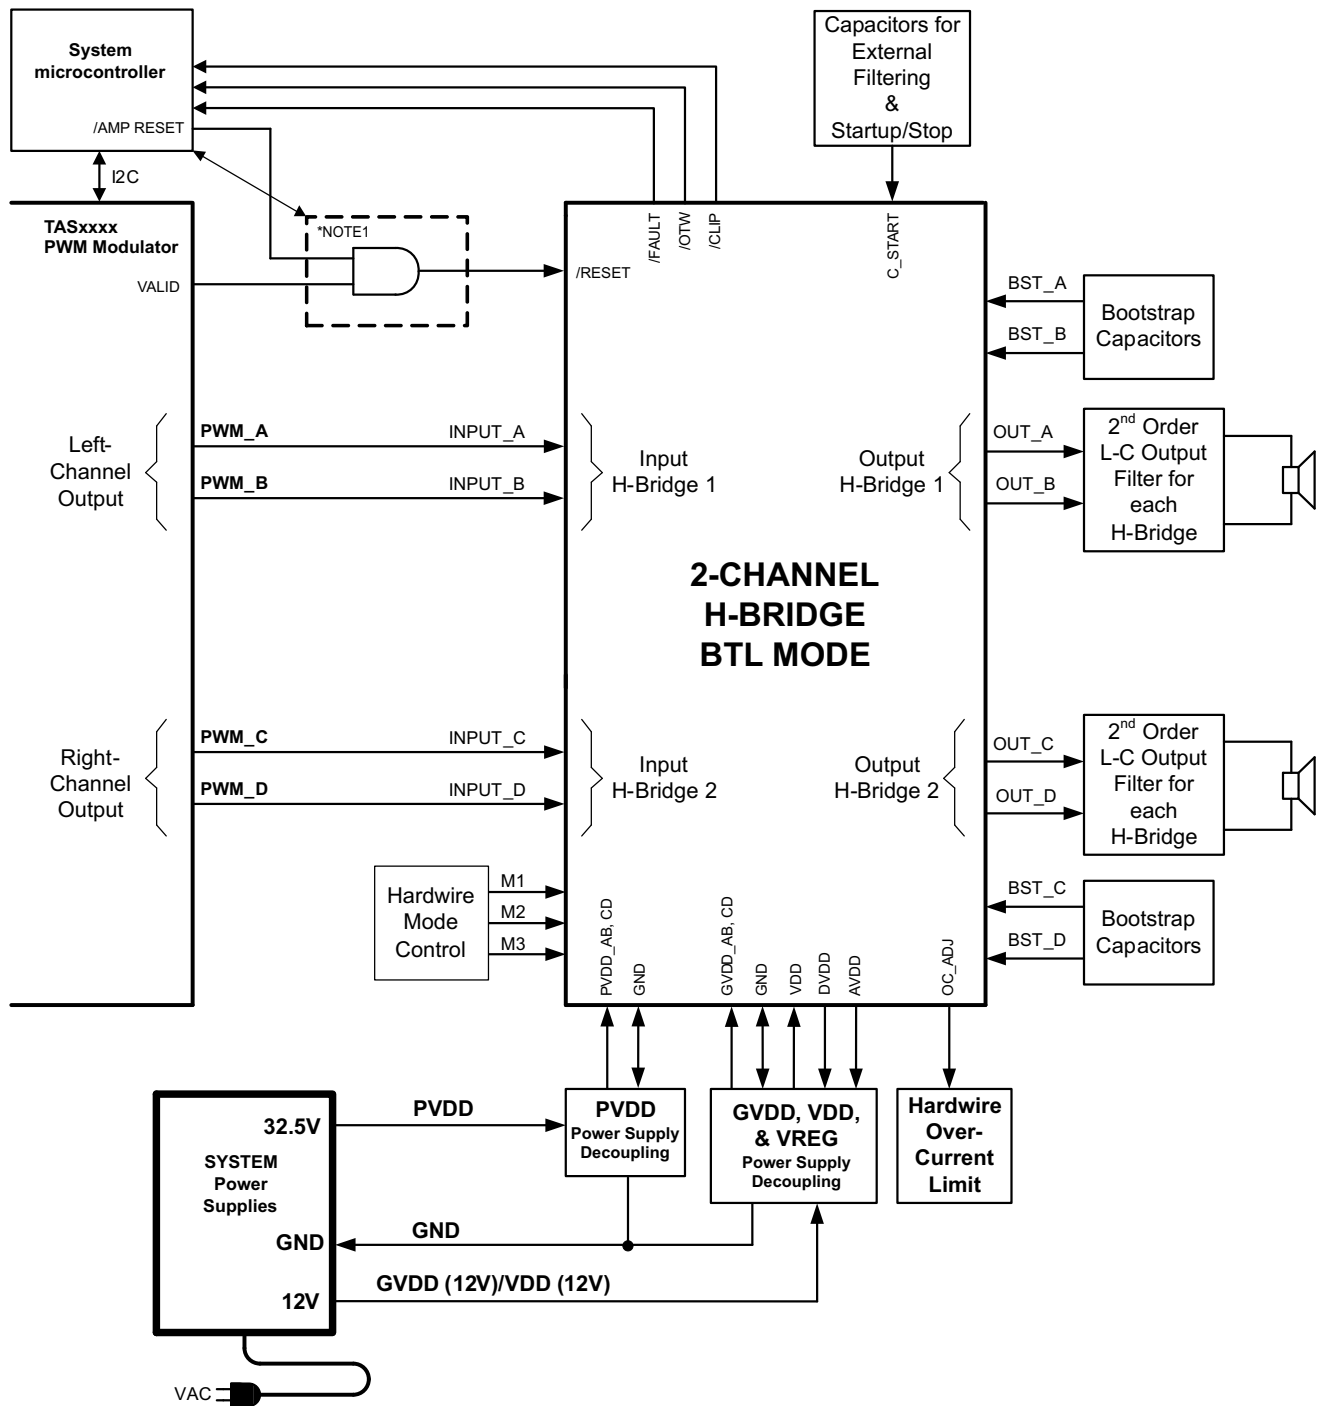 System
microcontroller
/AMP RESET
I2C
Capacitors for
External
Filtering
&
Startup/Stop
TASxxxx
PWM Modulator
VALID
*NOTE1
/RESET
/FAULT
/OTW
/CLIP
C_START
BST_A
BST_B
Bootstrap
Capacitors
Left-
Channel
Output
PWM_A
PWM_B
INPUT_A
INPUT_B
Input
H-Bridge 1
Output
H-Bridge 1
OUT_A
OUT_B
2nd Order
L-C Output
Filter for
each
H-Bridge
2-CHANNEL
H-BRIDGE
BTL MODE
Right-
Channel
Output
PWM_C
PWM_D
INPUT_C
INPUT_D
Input
H-Bridge 2
Output
H-Bridge 2
OUT_C
OUT_D
2nd Order
L-C Output
Filter for
each
H-Bridge
Hardwire
Mode
Control
M1
M2
M3
PVDD_AB, CD
GND
GVDD_AB, CD
GND
VDD
DVDD
AVDD
OC_ADJ
BST_C
BST_D
Bootstrap
Capacitors
32.5V
SYSTEM
Power
Supplies
GND
12V
PVDD
PVDD
Power Supply
Decoupling
GVDD, VDD,
& VREG
Power Supply
Decoupling
Hardwire
Over-
Current
Limit
GND
GVDD (12V)/VDD (12V)
VAC